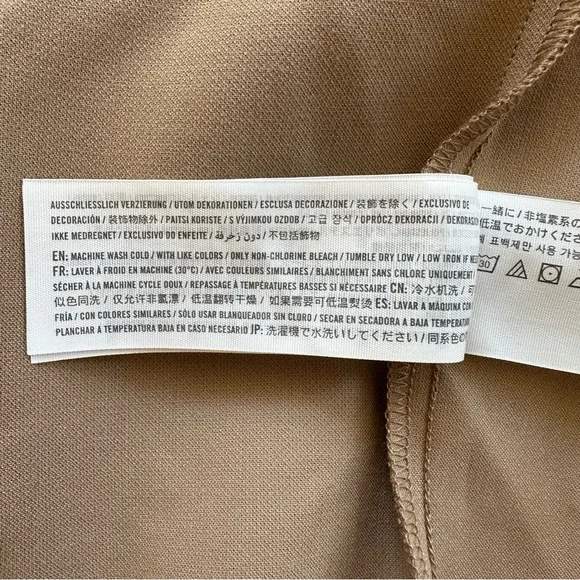 AUSSCHLIESSLICH VERZIERUNG / UTOM DEKORATIONEN / ESCLUSA DECORAZIONE / 装飾を除く / EXCLUSIVO DE
DECORACIÓN / 装饰物除外 / PAITSI KORISTE / S VÝJIMKOU OZDOB / 고급 장식 / OPRÓCZ DEKORACJI / DEKORASI
IKKE MEDREGNET / EXCLUSIVO DO ENFEITE / دون زخرفة / 不包括飾物
EN: MACHINE WASH COLD / WITH LIKE COLORS / ONLY NON-CHLORINE BLEACH / TUMBLE DRY LOW / LOW IRON IF NEE
FR: LAVER À FROID EN MACHINE (30°C) / AVEC COULEURS SIMILAIRES / BLANCHIMENT SANS CHLORE UNIQUEMENT
SÉCHER À LA MACHINE CYCLE DOUX / REPASSAGE À TEMPÉRATURES BASSES SI NÉCESSAIRE CN: 冷水机洗 / 可
似色同洗 / 仅允许非氯漂 / 低温翻转干燥 / 如果需要可低温熨烫 ES: LAVAR A MÁQUINA CON
FRÍA / CON COLORES SIMILARES / SÓLO USAR BLANQUEADOR SIN CLORO / SECAR EN SECADORA A BAJA TEMPERATURA
PLANCHAR A TEMPERATURA BAJA EN CASO NECESARIO JP: 洗濯機で水洗いしてください / 同系色の
一緒に / 非塩素系の
低温でおかけくださ
표백제만 사용 가능
30